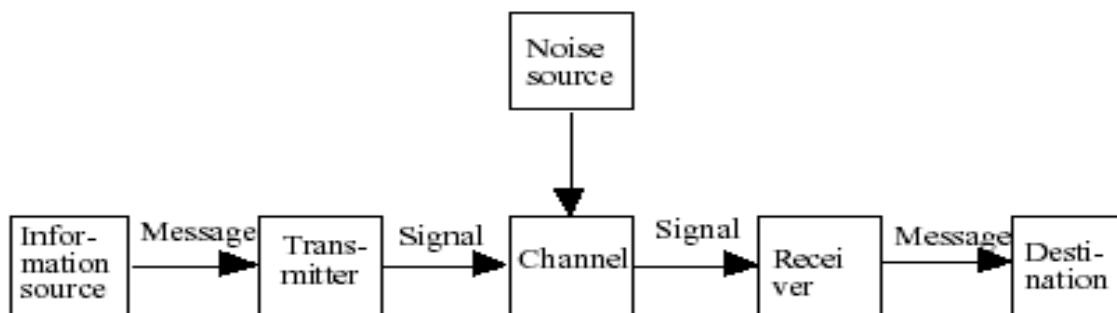 Noise
source
Infor-
mation
source
Message
Trans-
mitter
Signal
Channel
Signal
Recei
ver
Message
Desti-
nation